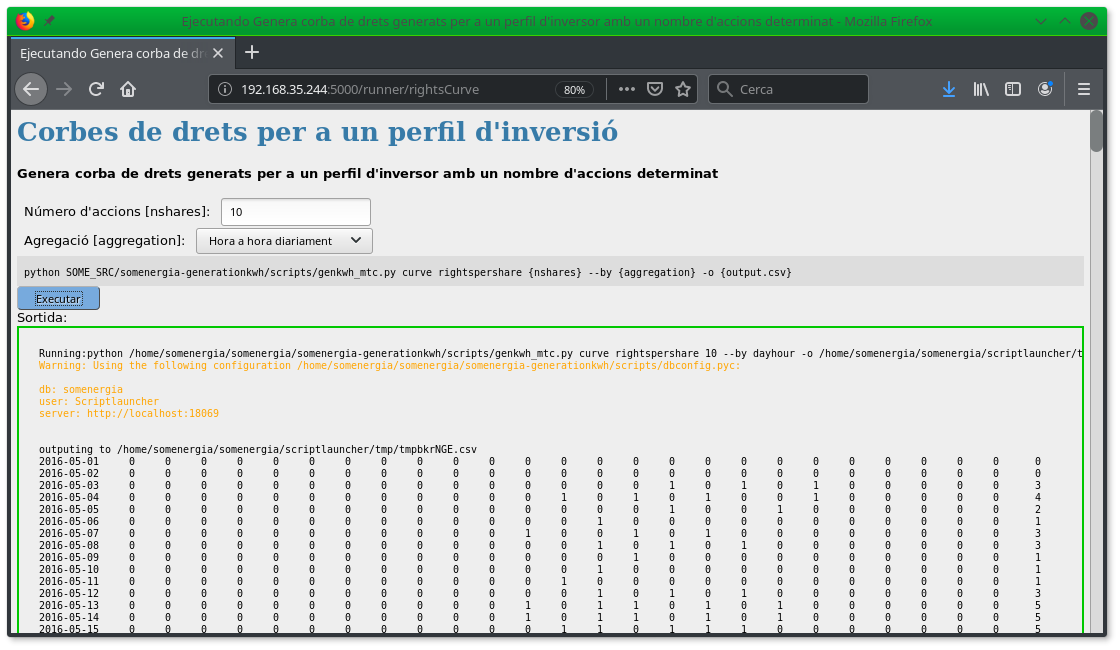 Ejecutando Genera corba de drets generats per a un perfil d'inversor amb un nombre d'accions determinat - Mozilla Firefox
Ejecutando Genera corba de dr
192.168.35.244:5000/runner/rightsCurve 80% Cerca
Corbes de drets per a un perfil d'inversió
Genera corba de drets generats per a un perfil d'inversor amb un nombre d'accions determinat
Número d'accions [nshares]: 10
Agregació [aggregation]: Hora a hora diariament
python SOME_SRC/somenergia-generationkwh/scripts/genkwh_mtc.py curve rightspershare {nshares} --by {aggregation} -o {output.csv}
Executar
Sortida:
Running:python /home/somenergia/somenergia/somenergia-generationkwh/scripts/genkwh_mtc.py curve rightspershare 10 --by dayhour -o /home/somenergia/somenergia/scriptlauncher/t
Warning: Using the following configuration /home/somenergia/somenergia/somenergia-generationkwh/scripts/dbconfig.pyc:
db: somenergia
user: Scriptlauncher
server: http://localhost:18069
outputing to /home/somenergia/somenergia/scriptlauncher/tmp/tmpbkrNGE.csv
2016-05-01 0 0 0 0 0 0 0 0 0 0 0 0 0 0 0 0 0 0 0 0 0 0 0 0 0 0
2016-05-02 0 0 0 0 0 0 0 0 0 0 0 0 0 0 0 0 0 0 0 0 0 0 0 0 0 0
2016-05-03 0 0 0 0 0 0 0 0 0 0 0 0 0 0 0 1 0 1 0 1 0 0 0 0 0 3
2016-05-04 0 0 0 0 0 0 0 0 0 0 0 0 1 0 1 0 1 0 0 1 0 0 0 0 0 4
2016-05-05 0 0 0 0 0 0 0 0 0 0 0 0 0 0 0 1 0 0 1 0 0 0 0 0 0 2
2016-05-06 0 0 0 0 0 0 0 0 0 0 0 0 0 1 0 0 0 0 0 0 0 0 0 0 0 1
2016-05-07 0 0 0 0 0 0 0 0 0 0 0 1 0 0 1 0 1 0 0 0 0 0 0 0 0 3
2016-05-08 0 0 0 0 0 0 0 0 0 0 0 0 0 1 0 1 0 1 0 0 0 0 0 0 0 3
2016-05-09 0 0 0 0 0 0 0 0 0 0 0 0 0 0 1 0 0 0 0 0 0 0 0 0 0 1
2016-05-10 0 0 0 0 0 0 0 0 0 0 0 0 0 1 0 0 0 0 0 0 0 0 0 0 0 1
2016-05-11 0 0 0 0 0 0 0 0 0 0 0 0 1 0 0 0 0 0 0 0 0 0 0 0 0 1
2016-05-12 0 0 0 0 0 0 0 0 0 0 0 0 0 1 0 1 0 1 0 0 0 0 0 0 0 3
2016-05-13 0 0 0 0 0 0 0 0 0 0 0 1 0 1 1 0 1 0 1 0 0 0 0 0 0 5
2016-05-14 0 0 0 0 0 0 0 0 0 0 0 1 0 1 1 0 1 0 1 0 0 0 0 0 0 5
2016-05-15 0 0 0 0 0 0 0 0 0 0 0 0 1 1 0 1 1 1 0 0 0 0 0 0 0 5